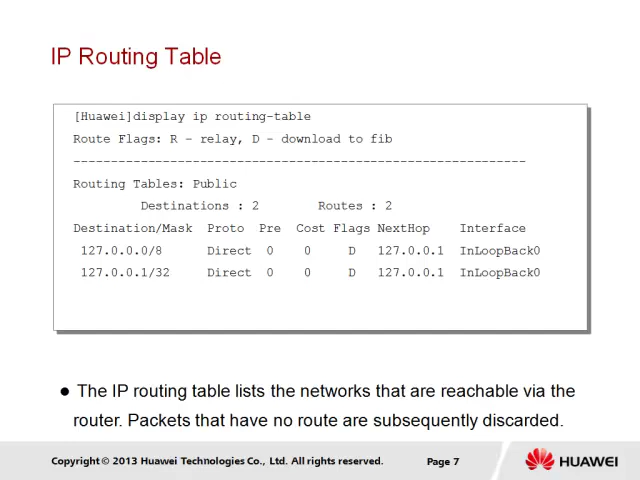 IP Routing Table
[Huawei]display ip routing-table
Route Flags: R - relay, D - download to fib
------------------------------------------------------------
Routing Tables: Public
Destinations : 2 Routes : 2
Destination/Mask Proto Pre Cost Flags NextHop Interface
127.0.0.0/8 Direct 0 0 D 127.0.0.1 InLoopBack0
127.0.0.1/32 Direct 0 0 D 127.0.0.1 InLoopBack0
● The IP routing table lists the networks that are reachable via the
router. Packets that have no route are subsequently discarded.
Copyright © 2013 Huawei Technologies Co., Ltd. All rights reserved. Page 7 HUAWEI